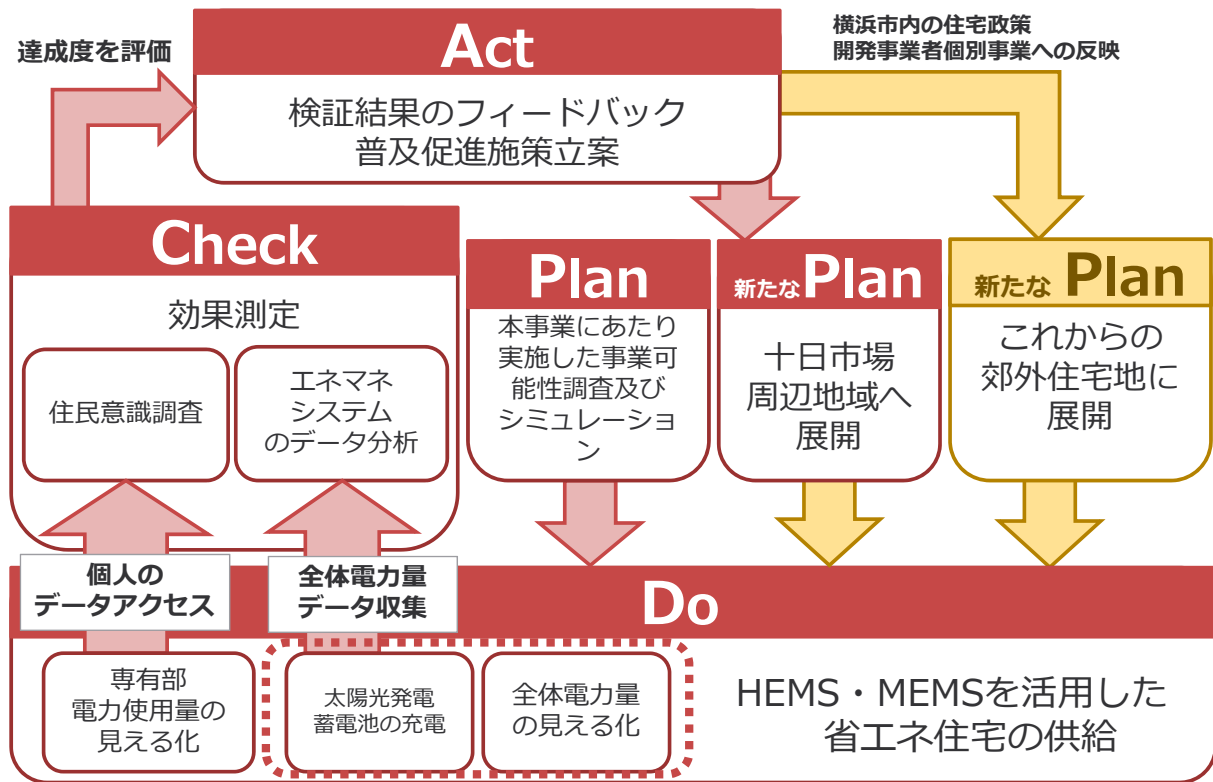 達成度を評価
Act
検証結果のフィードバック
普及促進施策立案
横浜市内の住宅政策
開発事業者個別事業への反映
Check
効果測定
住民意識調査
エネマネ
システム
のデータ分析
Plan
本事業にあたり
実施した事業可
能性調査及び
シミュレーショ
ン
新たなPlan
十日市場
周辺地域へ
展開
新たな Plan
これからの
郊外住宅地に
展開
個人の
データアクセス
全体電力量
データ収集
Do
専有部
電力使用量の
見える化
太陽光発電
蓄電池の充電
全体電力量
の見える化
HEMS・MEMSを活用した
省エネ住宅の供給